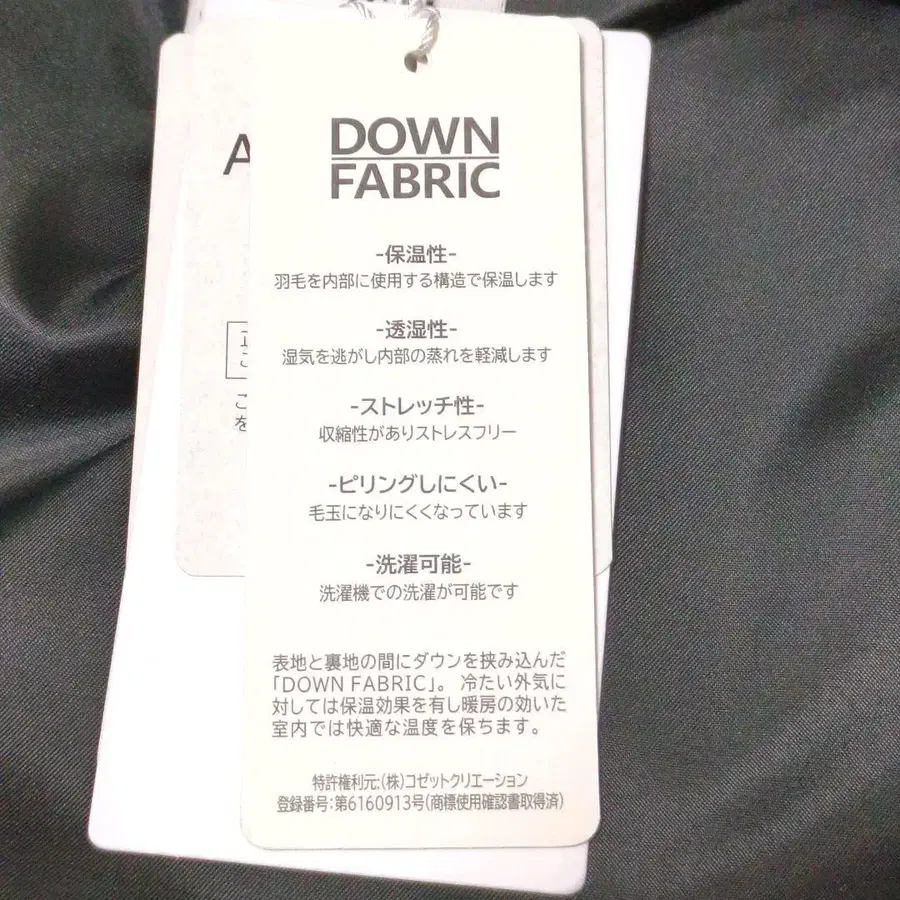 DOWN
FABRIC
-保温性-
羽毛を内部に使用する構造で保温します
-透湿性-
湿気を逃がし内部の蒸れを軽減します
-ストレッチ性-
収縮性がありストレスフリー
-ピリングしにくい-
毛玉になりにくくなっています
-洗濯可能-
洗濯機での洗濯が可能です
表地と裏地の間にダウンを挟み込んだ
「DOWN FABRIC」。冷たい外気に
対しては保温効果を有し暖房の効いた
室内では快適な温度を保ちます。
特許権利元:(株)コゼットクリエーション
登録番号:第6160913号(商標使用確認書取得済)
A
こ
こ
を